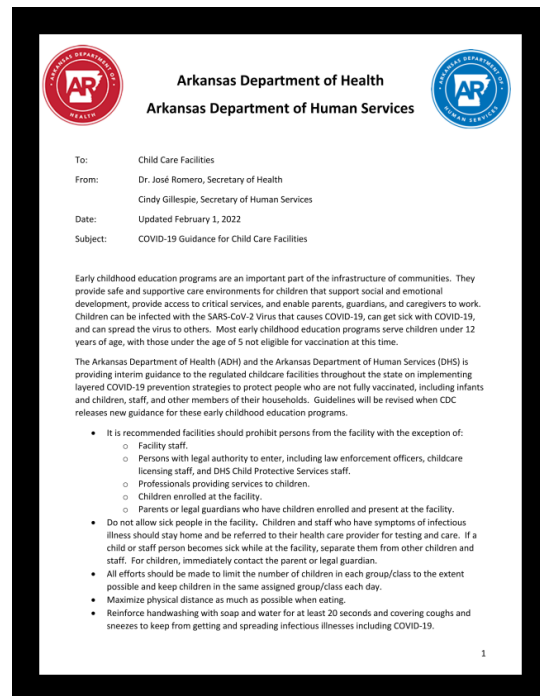 ARKANSAS DEPARTMENT OF
AR
HEALTH
Arkansas Department of Health
Arkansas Department of Human Services
ARKANSAS DEPARTMENT OF
AR
HUMAN SERVICES
To: Child Care Facilities
From: Dr. José Romero, Secretary of Health
Cindy Gillespie, Secretary of Human Services
Date: Updated February 1, 2022
Subject: COVID-19 Guidance for Child Care Facilities
Early childhood education programs are an important part of the infrastructure of communities. They
provide safe and supportive care environments for children that support social and emotional
development, provide access to critical services, and enable parents, guardians, and caregivers to work.
Children can be infected with the SARS-CoV-2 Virus that causes COVID-19, can get sick with COVID-19,
and can spread the virus to others. Most early childhood education programs serve children under 12
years of age, with those under the age of 5 not eligible for vaccination at this time.
The Arkansas Department of Health (ADH) and the Arkansas Department of Human Services (DHS) is
providing interim guidance to the regulated childcare facilities throughout the state on implementing
layered COVID-19 prevention strategies to protect people who are not fully vaccinated, including infants
and children, staff, and other members of their households. Guidelines will be revised when CDC
releases new guidance for these early childhood education programs.
• It is recommended facilities should prohibit persons from the facility with the exception of:
o Facility staff.
o Persons with legal authority to enter, including law enforcement officers, childcare
licensing staff, and DHS Child Protective Services staff.
o Professionals providing services to children.
o Children enrolled at the facility.
o Parents or legal guardians who have children enrolled and present at the facility.
• Do not allow sick people in the facility. Children and staff who have symptoms of infectious
illness should stay home and be referred to their health care provider for testing and care. If a
child or staff person becomes sick while at the facility, separate them from other children and
staff. For children, immediately contact the parent or legal guardian.
• All efforts should be made to limit the number of children in each group/class to the extent
possible and keep children in the same assigned group/class each day.
• Maximize physical distance as much as possible when eating.
• Reinforce handwashing with soap and water for at least 20 seconds and covering coughs and
sneezes to keep from getting and spreading infectious illnesses including COVID-19.
1